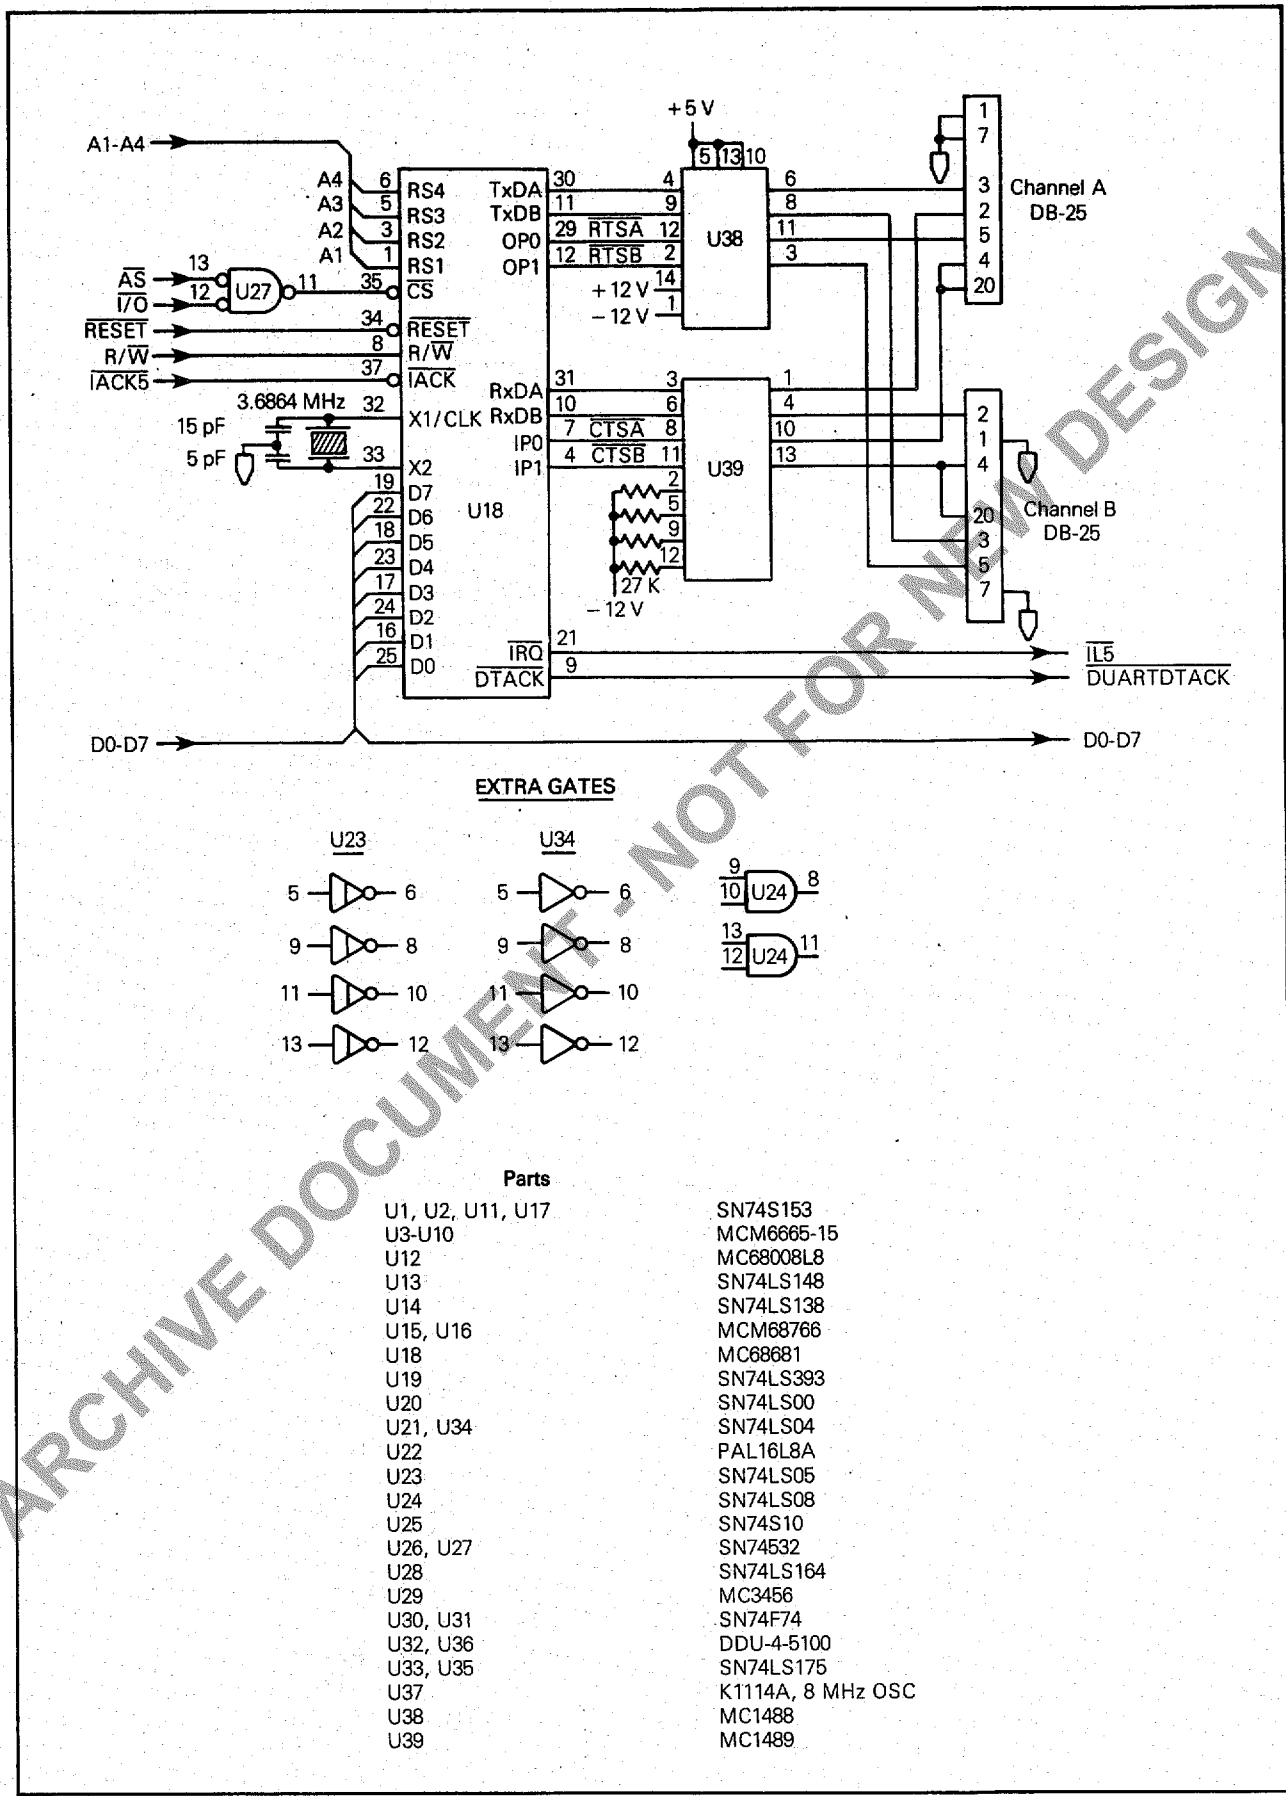 +5 V
5 13 10
A1-A4
A4 6 RS4
A3 5 RS3
A2 3 RS2
A1 1 RS1
AS 13
I/O 12
U27 11 35 CS
RESET 34 RESET
R/W 8 R/W
IACK5 37 IACK
3.6864 MHz 32 X1/CLK
15 pF
5 pF
33 X2
19 D7
22 D6
18 D5
23 D4
17 D3
24 D2
16 D1
25 D0
U18
TxDA 30 4
TxDB 11 9
OP0 29 RTSA 12
OP1 12 RTSB 2
+12 V 14
−12 V 1
U38
6
8
11
3
RxDA 31 3
RxDB 10 6
IP0 7 CTSA 8
IP1 4 CTSB 11
2
5
9
12
27 K
−12 V
U39
1
4
10
13
1
7
3
2
5
4
20
Channel A
DB-25
2
1
4
20
3
5
7
Channel B
DB-25
IRQ 21 IL5
DTACK 9 DUARTDTACK
D0-D7 D0-D7
EXTRA GATES
U23 U34
5 6 5 6 9 10 U24 8
9 8 9 8 13 12 U24 11
11 10 11 10
13 12 13 12
Parts
U1, U2, U11, U17 SN74S153
U3-U10 MCM6665-15
U12 MC68008L8
U13 SN74LS148
U14 SN74LS138
U15, U16 MCM68766
U18 MC68681
U19 SN74LS393
U20 SN74LS00
U21, U34 SN74LS04
U22 PAL16L8A
U23 SN74LS05
U24 SN74LS08
U25 SN74S10
U26, U27 SN74532
U28 SN74LS164
U29 MC3456
U30, U31 SN74F74
U32, U36 DDU-4-5100
U33, U35 SN74LS175
U37 K1114A, 8 MHz OSC
U38 MC1488
U39 MC1489
ARCHIVE DOCUMENT - NOT FOR NEW DESIGN